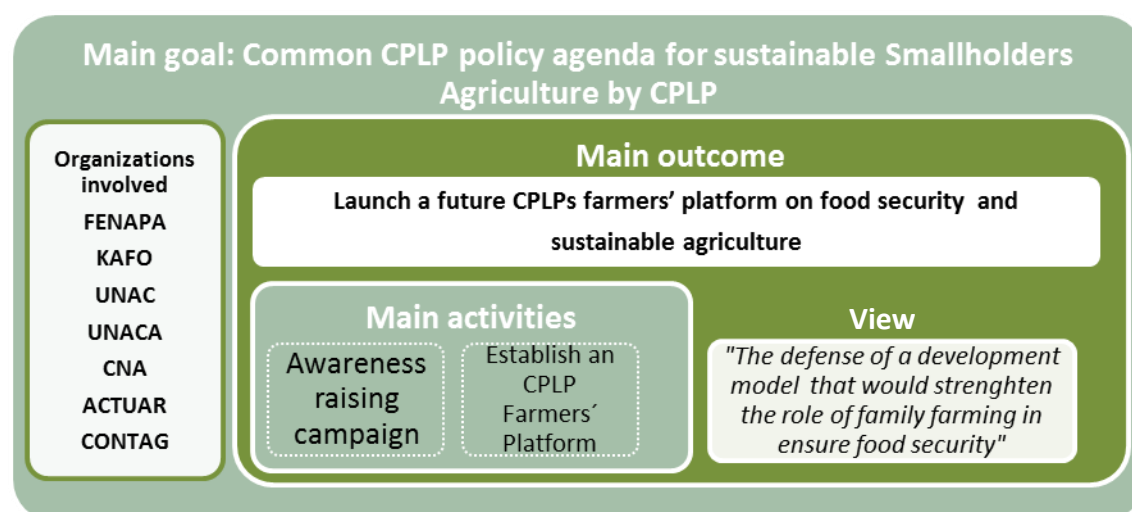 Main goal: Common CPLP policy agenda for sustainable Smallholders
Agriculture by CPLP
Organizations
involved
FENAPA
KAFO
UNAC
UNACA
CNA
ACTUAR
CONTAG
Main outcome
Launch a future CPLPs farmers’ platform on food security and
sustainable agriculture
Main activities
Awareness
raising
campaign
Establish an
CPLP
Farmers´
Platform
View
"The defense of a development
model that would strenghten
the role of family farming in
ensure food security"